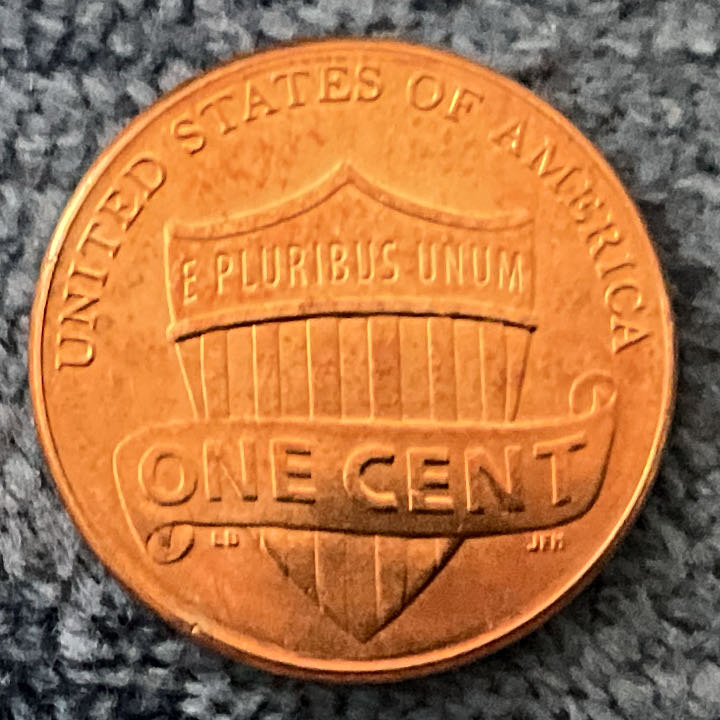 UNITED STATES OF AMERICA
E PLURIBUS UNUM
ONE CENT
LB JFM